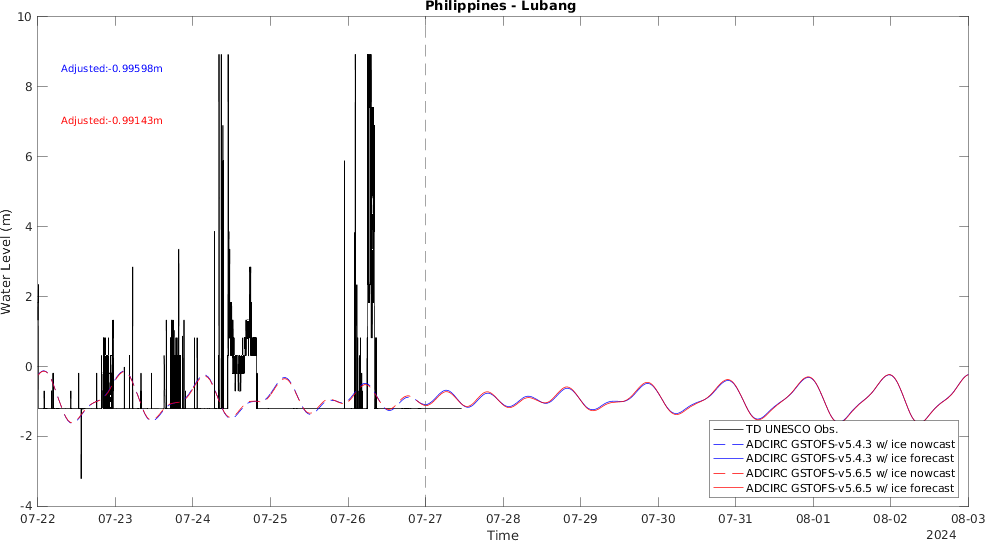 Philippines - Lubang
10
8
6
4
2
0
-2
-4
Water Level (m)
Adjusted:-0.99598m
Adjusted:-0.99143m
TD UNESCO Obs.
ADCIRC GSTOFS-v5.4.3 w/ ice nowcast
ADCIRC GSTOFS-v5.4.3 w/ ice forecast
ADCIRC GSTOFS-v5.6.5 w/ ice nowcast
ADCIRC GSTOFS-v5.6.5 w/ ice forecast
07-22 07-23 07-24 07-25 07-26 07-27 07-28 07-29 07-30 07-31 08-01 08-02 08-03
Time
2024